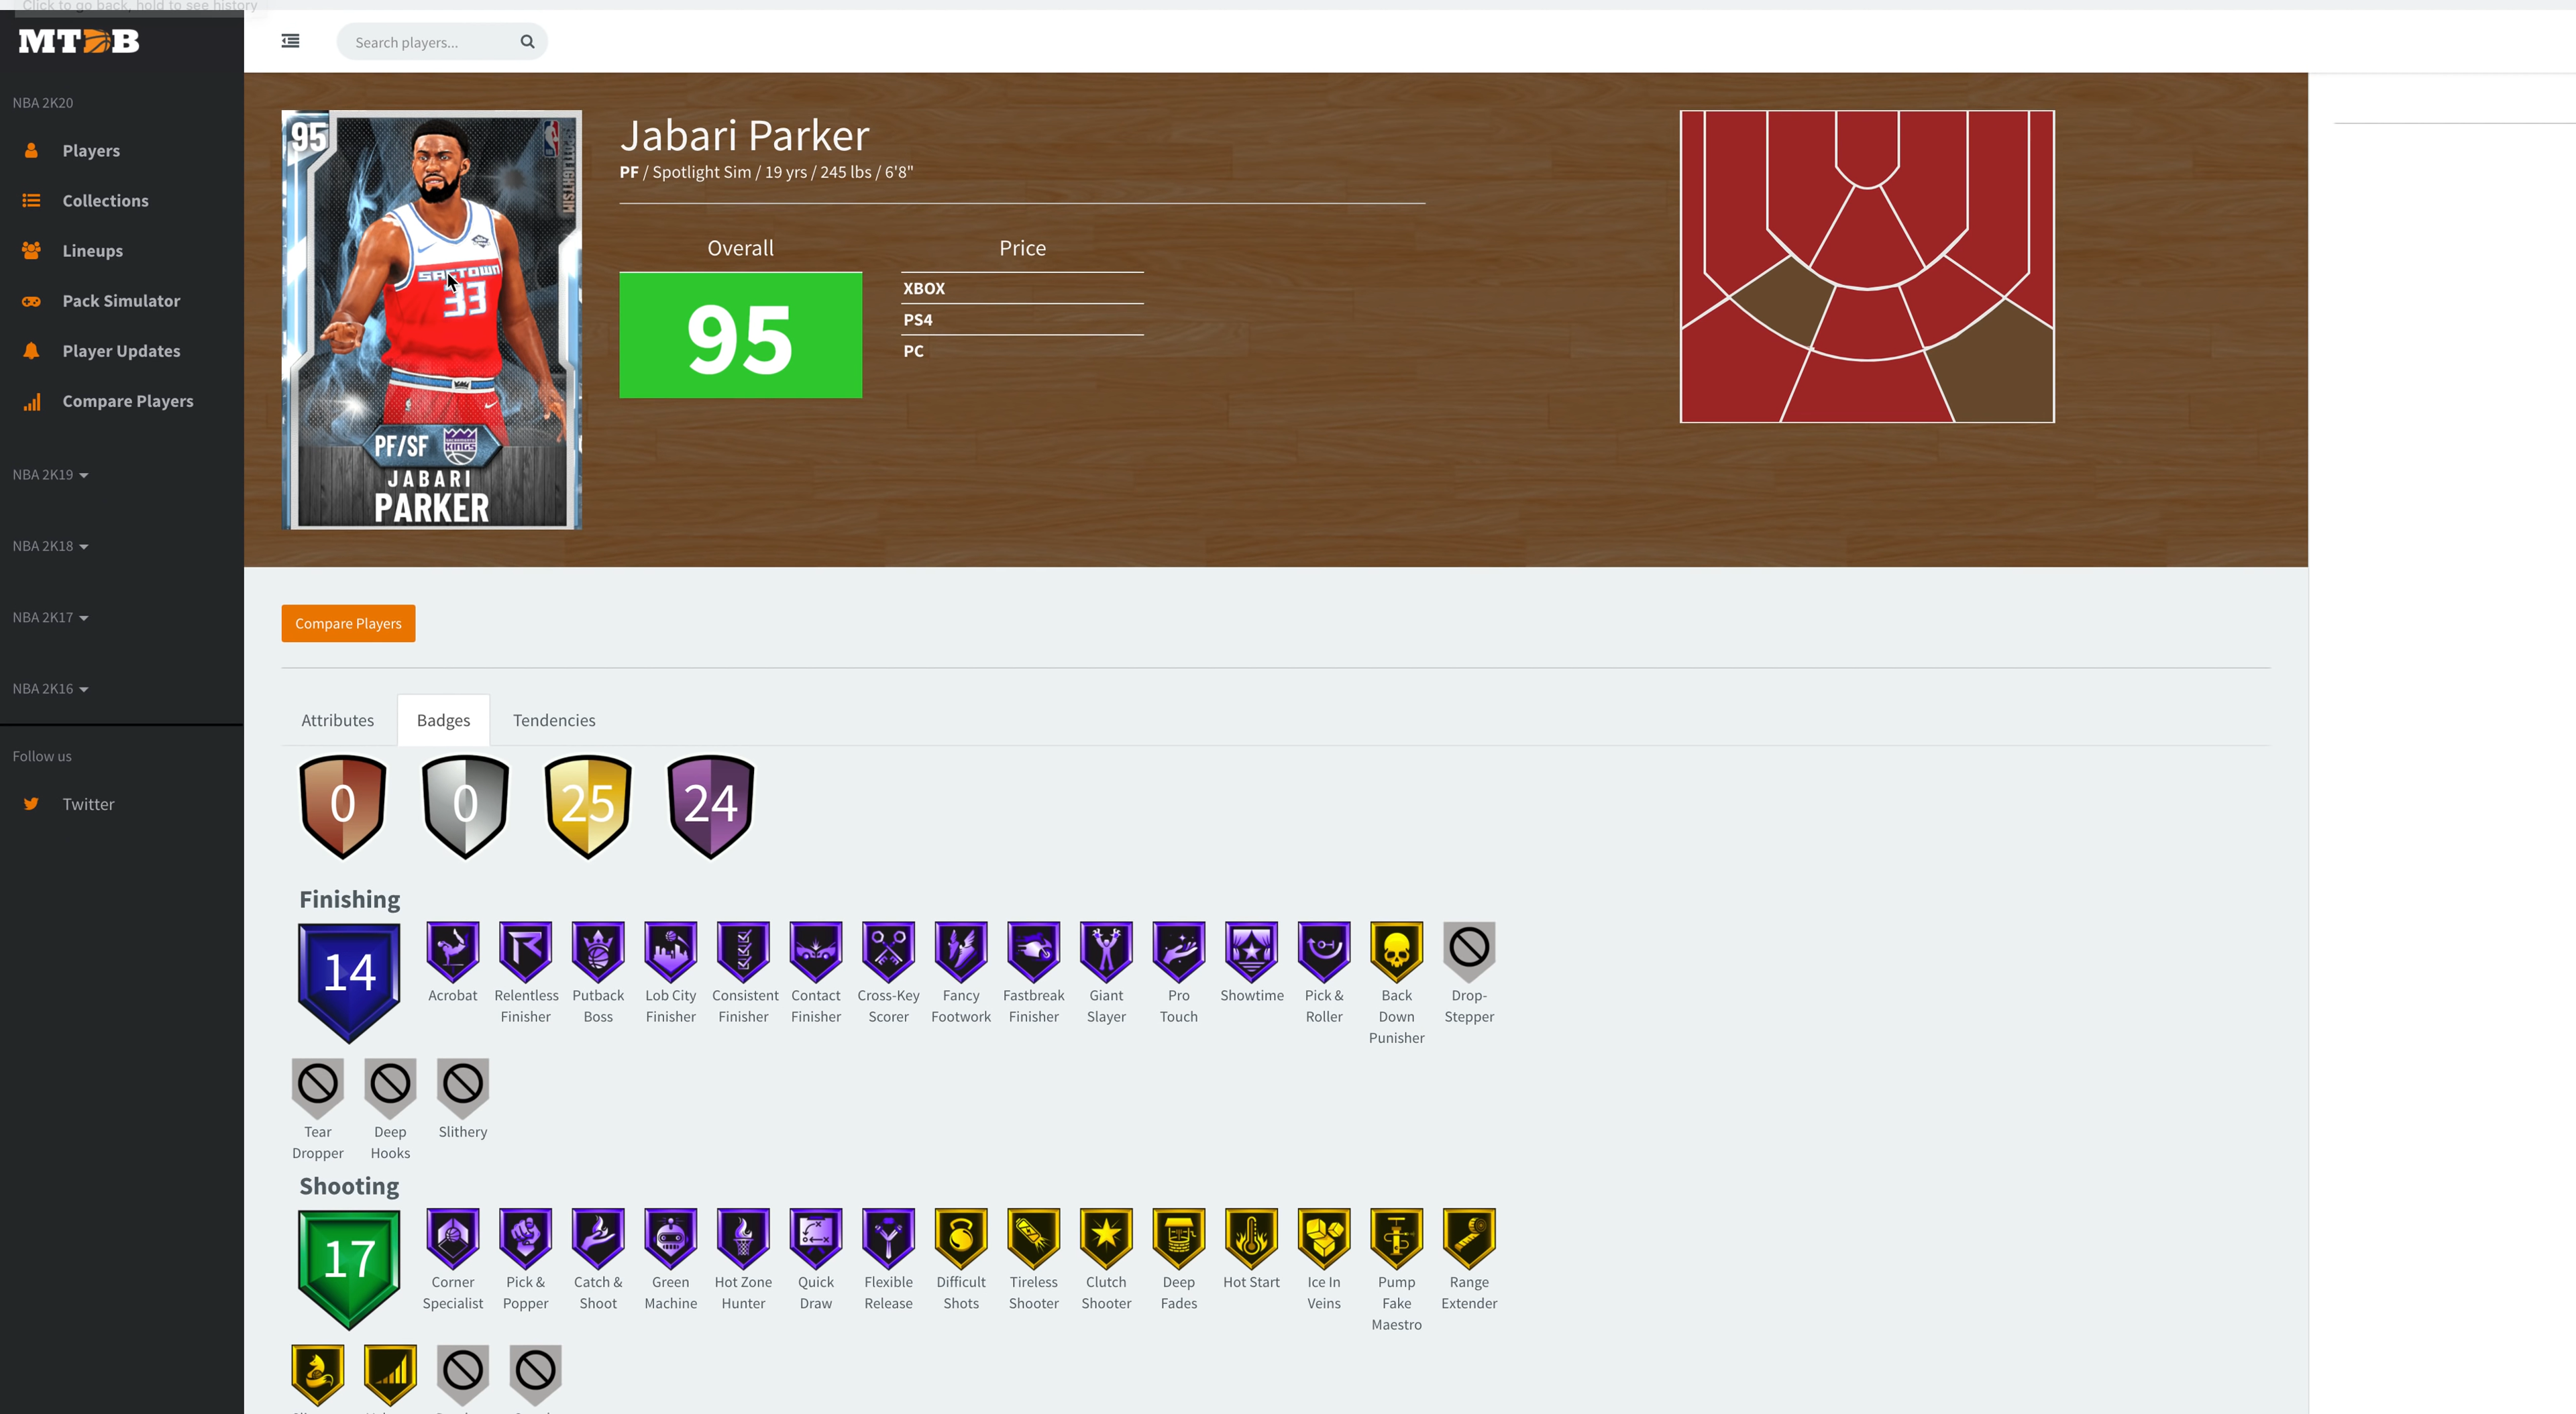 Click to go back, hold to see history
MTDB
Search players...
NBA 2K20
Players
Collections
Lineups
Pack Simulator
Player Updates
Compare Players
NBA 2K19
NBA 2K18
NBA 2K17
NBA 2K16
Follow us
Twitter
95
SPOTLIGHT SIM
SACTOWN
33
PF/SF
KINGS
JABARI
PARKER
Jabari Parker
PF / Spotlight Sim / 19 yrs / 245 lbs / 6'8"
Overall
95
Price
XBOX
PS4
PC
Compare Players
Attributes
Badges
Tendencies
0
0
25
24
Finishing
14
Acrobat
Relentless
Finisher
Putback
Boss
Lob City
Finisher
Consistent
Finisher
Contact
Finisher
Cross-Key
Scorer
Fancy
Footwork
Fastbreak
Finisher
Giant
Slayer
Pro
Touch
Showtime
Pick &
Roller
Back
Down
Punisher
Drop-
Stepper
Tear
Dropper
Deep
Hooks
Slithery
Shooting
17
Corner
Specialist
Pick &
Popper
Catch &
Shoot
Green
Machine
Hot Zone
Hunter
Quick
Draw
Flexible
Release
Difficult
Shots
Tireless
Shooter
Clutch
Shooter
Deep
Fades
Hot Start
Ice In
Veins
Pump
Fake
Maestro
Range
Extender